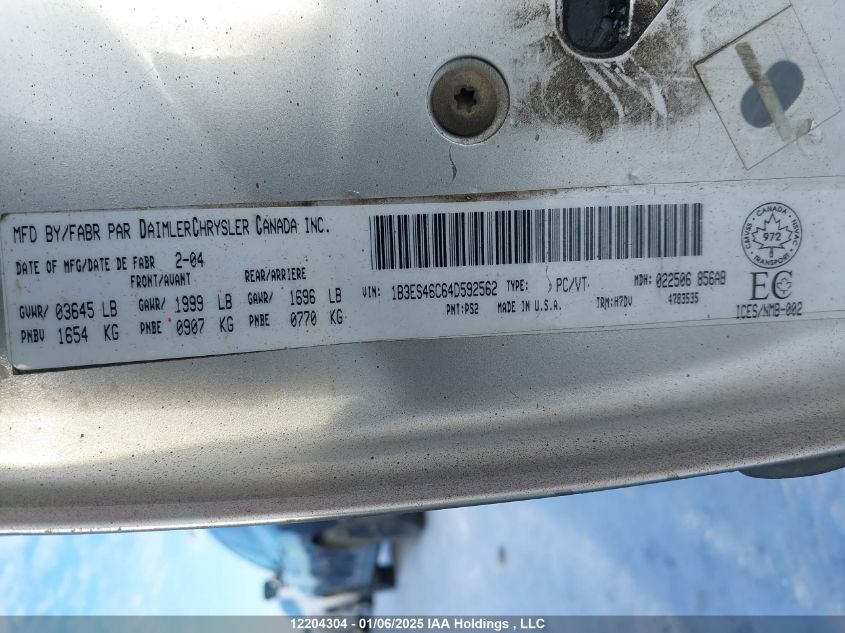 MFD BY/FABR PAR DAIMLERCHRYSLER CANADA INC.
DATE OF MFG/DATE DE FABR 2-04
FRONT/AVANT REAR/ARRIERE
GVWR/ 03645 LB GAWR/ 1999 LB GAWR/ 1696 LB
PNBV 1654 KG PNBE 0907 KG PNBE 0770 KG
VIN: 1B3ES46C64D592562 TYPE: PC/VT MDH: 022506 856AB
PNT:PS2 MADE IN U.S.A. TRM:H7DV 4783535
CANADA
CMVSS NSVAC
972
TRANSPORT
EC
ICES/NMB-002
12204304 - 01/06/2025 IAA Holdings , LLC